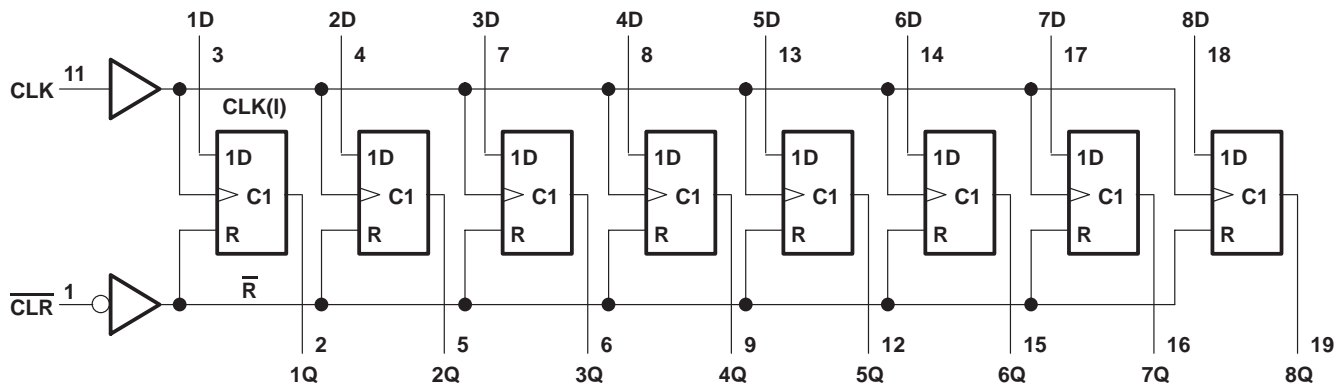 1D 2D 3D 4D 5D 6D 7D 8D
3 4 7 8 13 14 17 18
CLK 11
CLK(I)
1D 1D 1D 1D 1D 1D 1D 1D
C1 C1 C1 C1 C1 C1 C1 C1
R R R R R R R R
C̅L̅R̅ 1
R̅
2 5 6 9 12 15 16 19
1Q 2Q 3Q 4Q 5Q 6Q 7Q 8Q